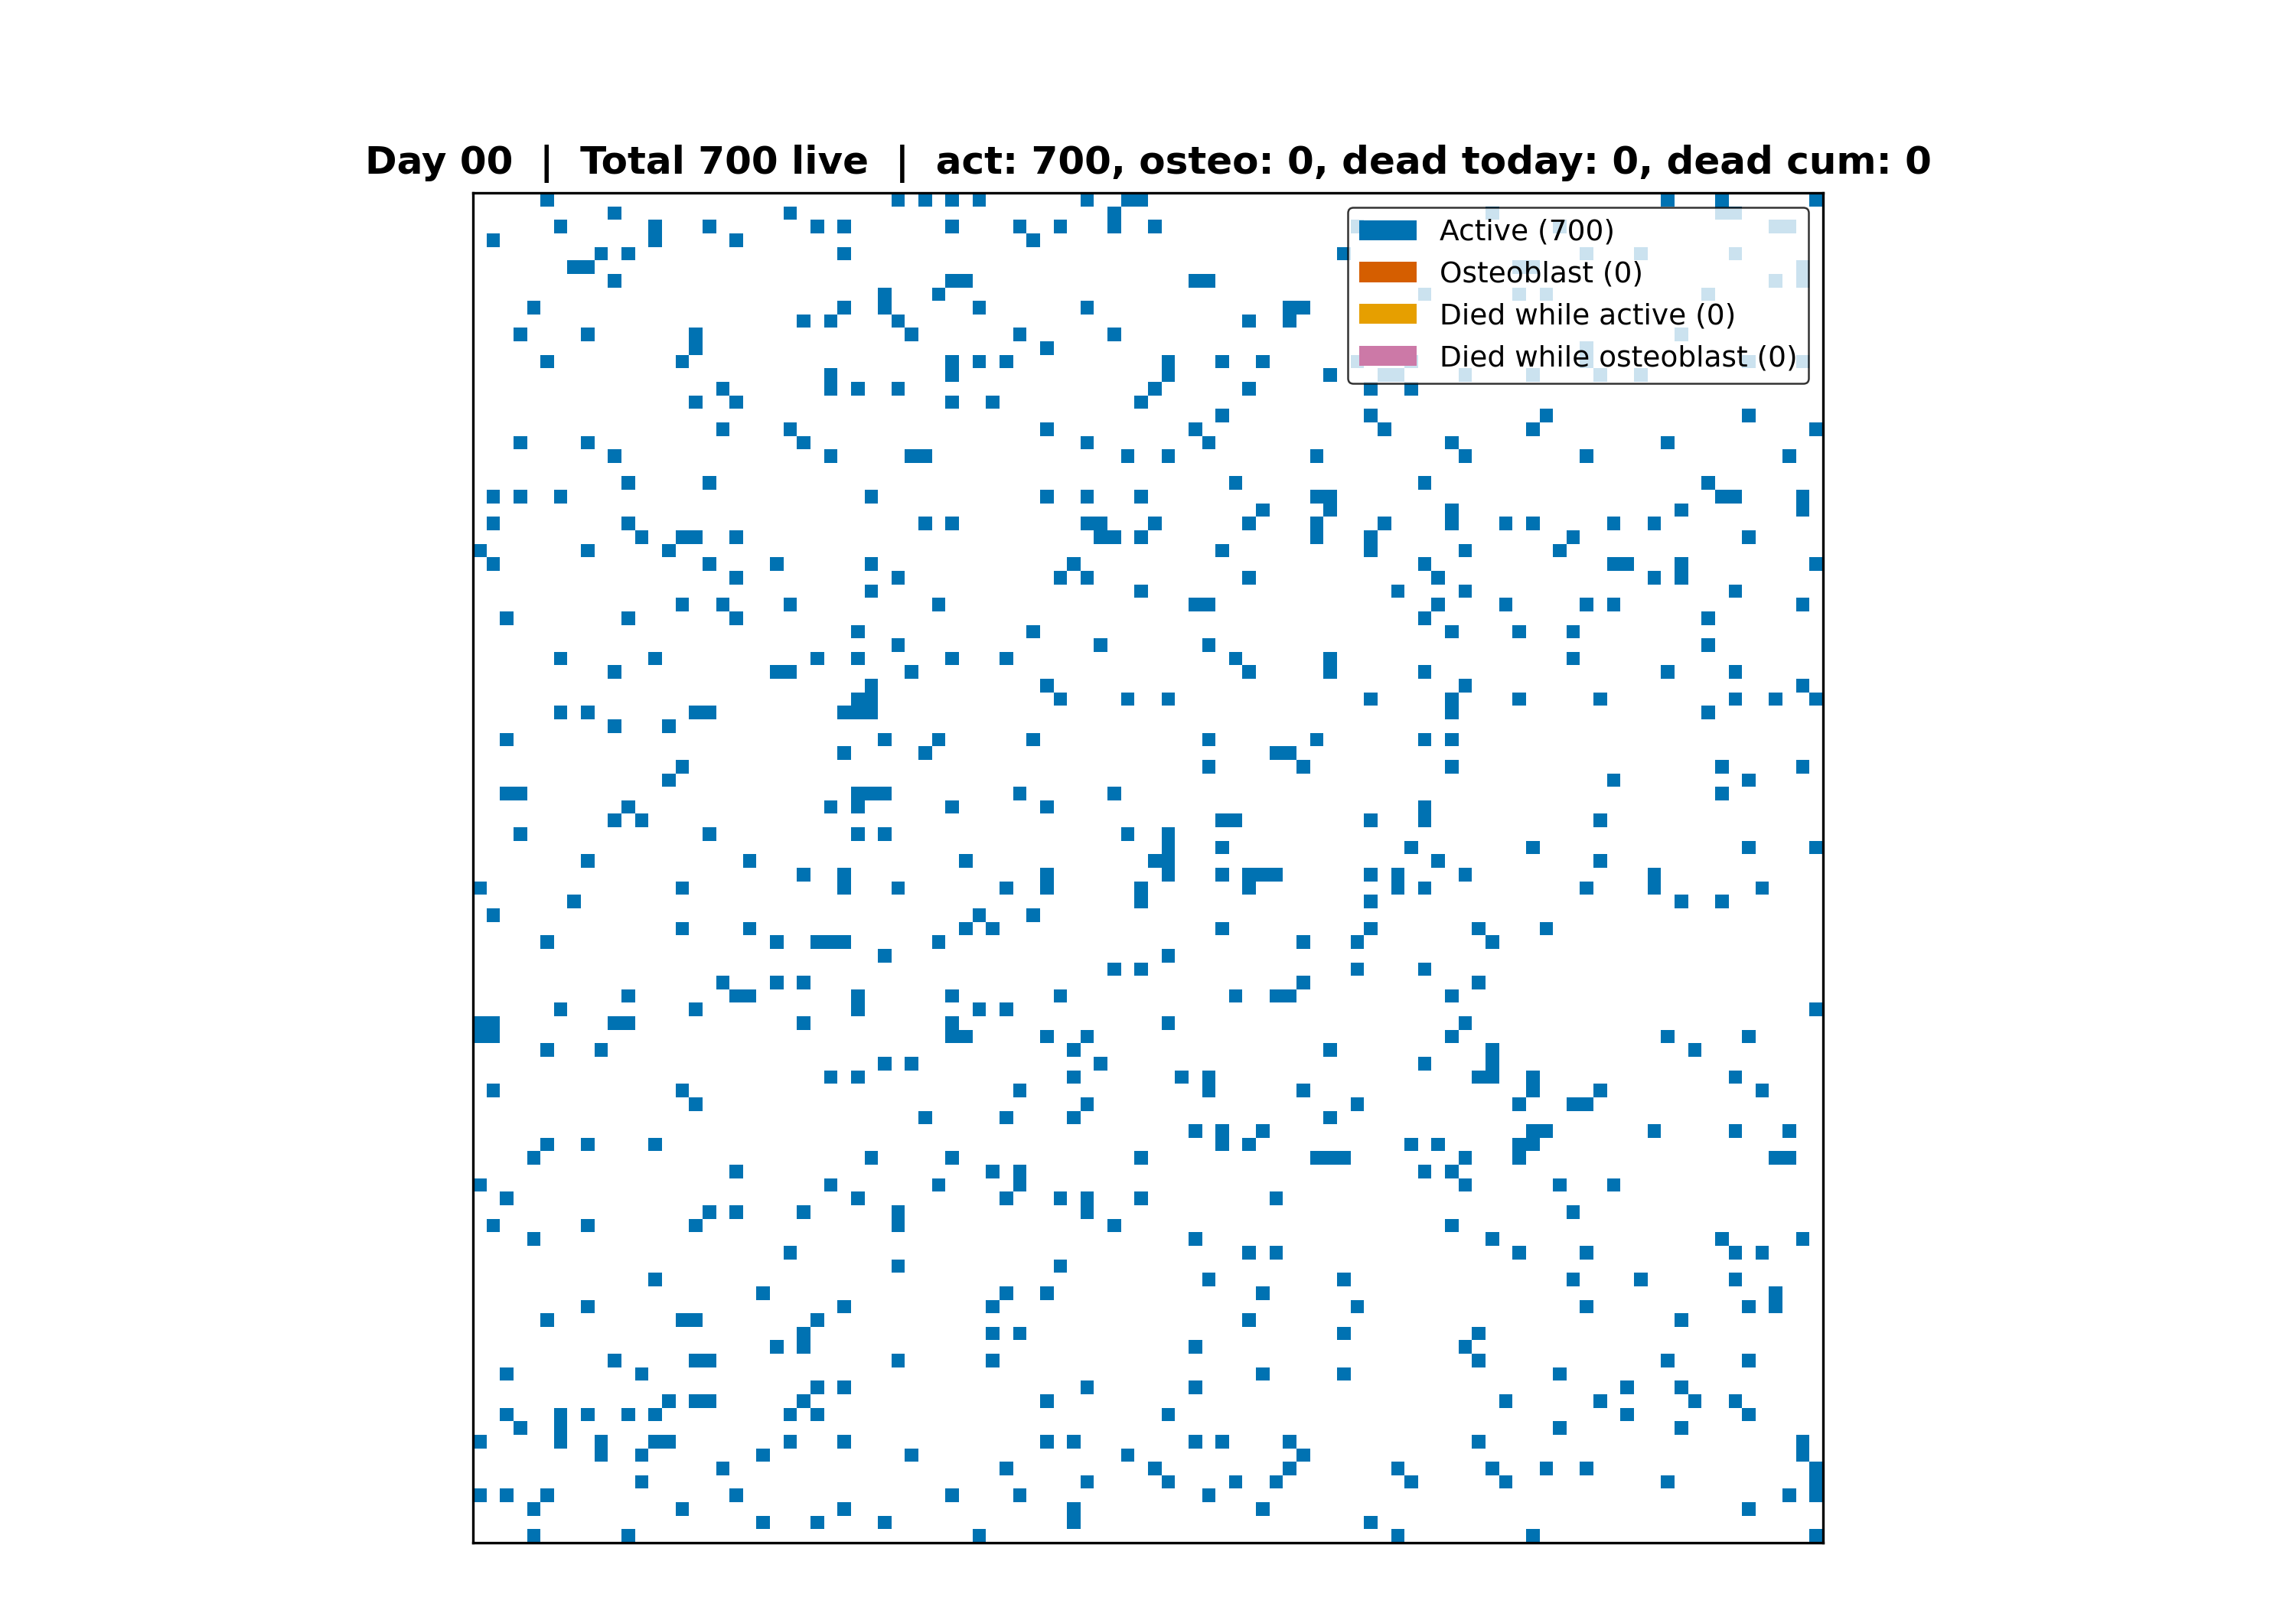 Day 00 | Total 700 live | act: 700, osteo: 0, dead today: 0, dead cum: 0
Active (700)
Osteoblast (0)
Died while active (0)
Died while osteoblast (0)